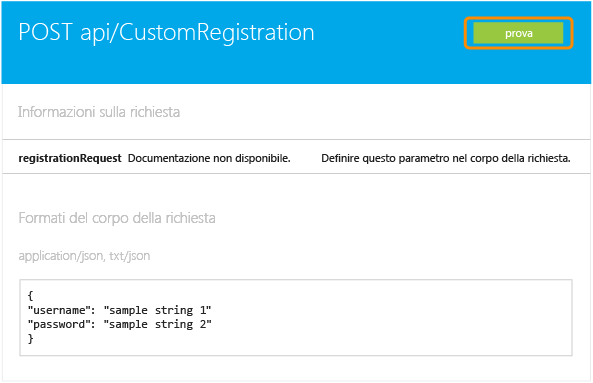 POST api/CustomRegistration
prova
Informazioni sulla richiesta
registrationRequest Documentazione non disponibile. Definire questo parametro nel corpo della richiesta.
Formati del corpo della richiesta
application/json, txt/json
{
"username": "sample string 1"
"password": "sample string 2"
}